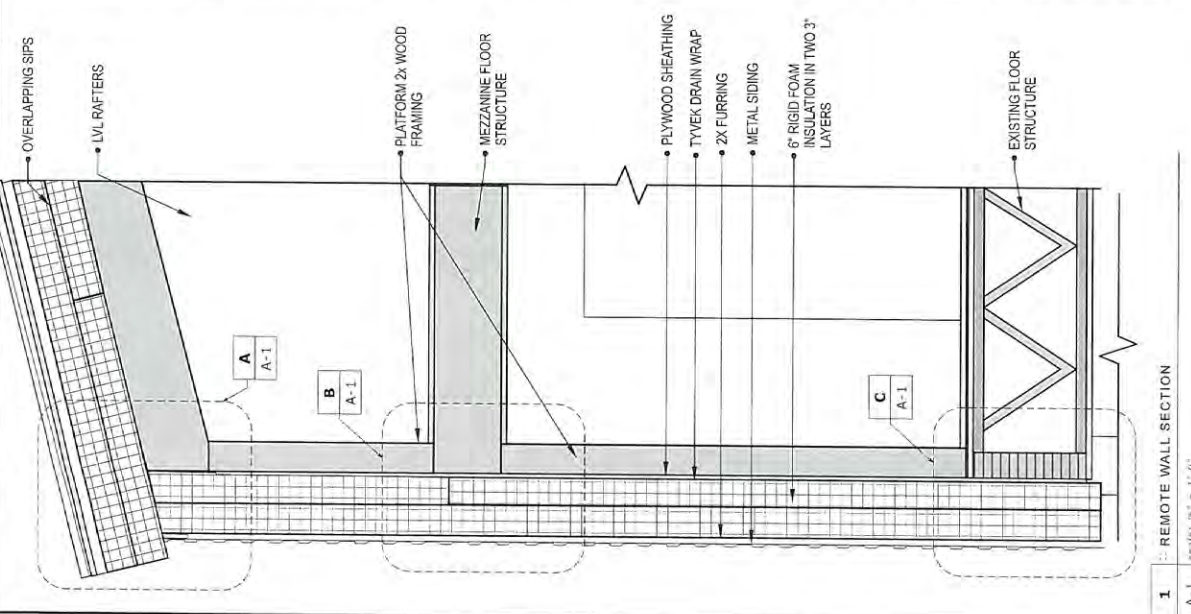 OVERLAPPING SIPS
LVL RAFTERS
PLATFORM 2x WOOD
FRAMING
MEZZANINE FLOOR
STRUCTURE
PLYWOOD SHEATHING
TYVEK DRAIN WRAP
2X FURRING
METAL SIDING
6" RIGID FOAM
INSULATION IN TWO 3"
LAYERS
EXISTING FLOOR
STRUCTURE
A
A-1
B
A-1
C
A-1
1
A-1
REMOTE WALL SECTION